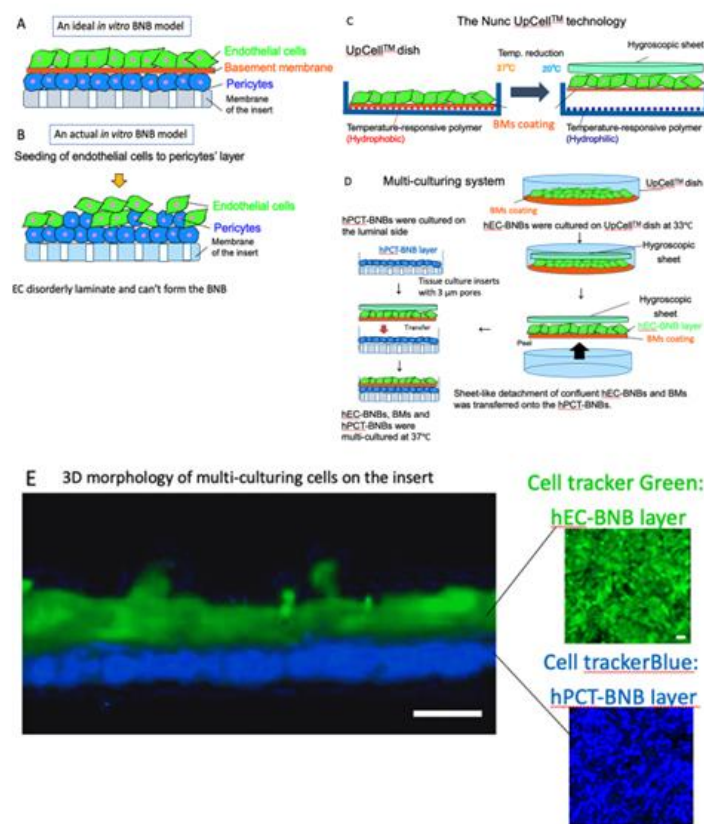 A
An ideal in vitro BNB model
Endothelial cells
Basement membrane
Pericytes
Membrane
of the insert
B
An actual in vitro BNB model
Seeding of endothelial cells to pericytes' layer
Endothelial cells
Pericytes
Membrane
of the insert
EC disorderly laminate and can't form the BNB
C
The Nunc UpCell™ technology
UpCell™ dish
Temp. reduction
37℃
20℃
Hygroscopic sheet
BMs coating
Temperature-responsive polymer
(Hydrophobic)
Temperature-responsive polymer
(Hydrophilic)
D
Multi-culturing system
UpCell™ dish
BMs coating
hPCT-BNBs were cultured on
the luminal side
hEC-BNBs were cultured on UpCell™ dish at 33℃
hPCT-BNB layer
Hygroscopic
sheet
Tissue culture inserts
with 3 μm pores
Hygroscopic
sheet
hEC-BNB layer
BMs coating
Transfer
Peel
Sheet-like detachment of confluent hEC-BNBs and BMs
was transferred onto the hPCT-BNBs.
hEC-BNBs, BMs and
hPCT-BNBs were
multi-cultured at 37℃
E
3D morphology of multi-culturing cells on the insert
Cell tracker Green:
hEC-BNB layer
Cell trackerBlue:
hPCT-BNB layer